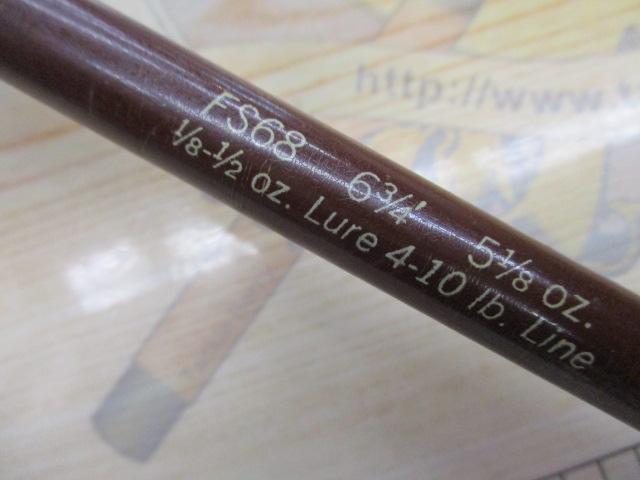 http://www.
FS68 6¾' 5⅛ oz.
⅛-½ oz. Lure 4-10 lb. Line